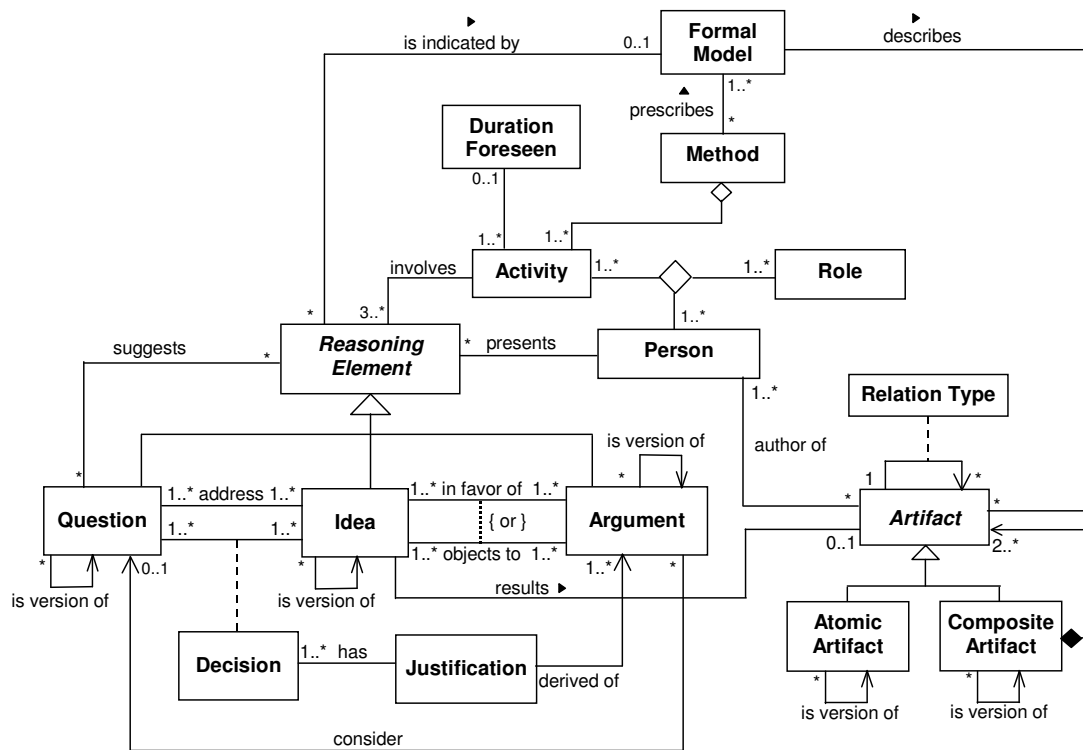 is indicated by
0..1
Formal
Model
describes
1..*
prescribes
*
Duration
Foreseen
Method
0..1
1..*
1..*
involves
Activity
1..*
1..*
Role
*
3..*
1..*
suggests
*
Reasoning
Element
*
presents
Person
1..*
Relation Type
is version of
author of
*
*
1
*
1..* address 1..*
1..* in favor of 1..*
*
*
Question
Idea
{ or }
Argument
Artifact
1..*
1..*
1..* objects to 1..*
0..1
2..*
*
0..1
*
1..*
*
is version of
is version of
results
Atomic
Artifact
Composite
Artifact
Decision
1..* has
Justification
derived of
*
*
is version of
is version of
consider